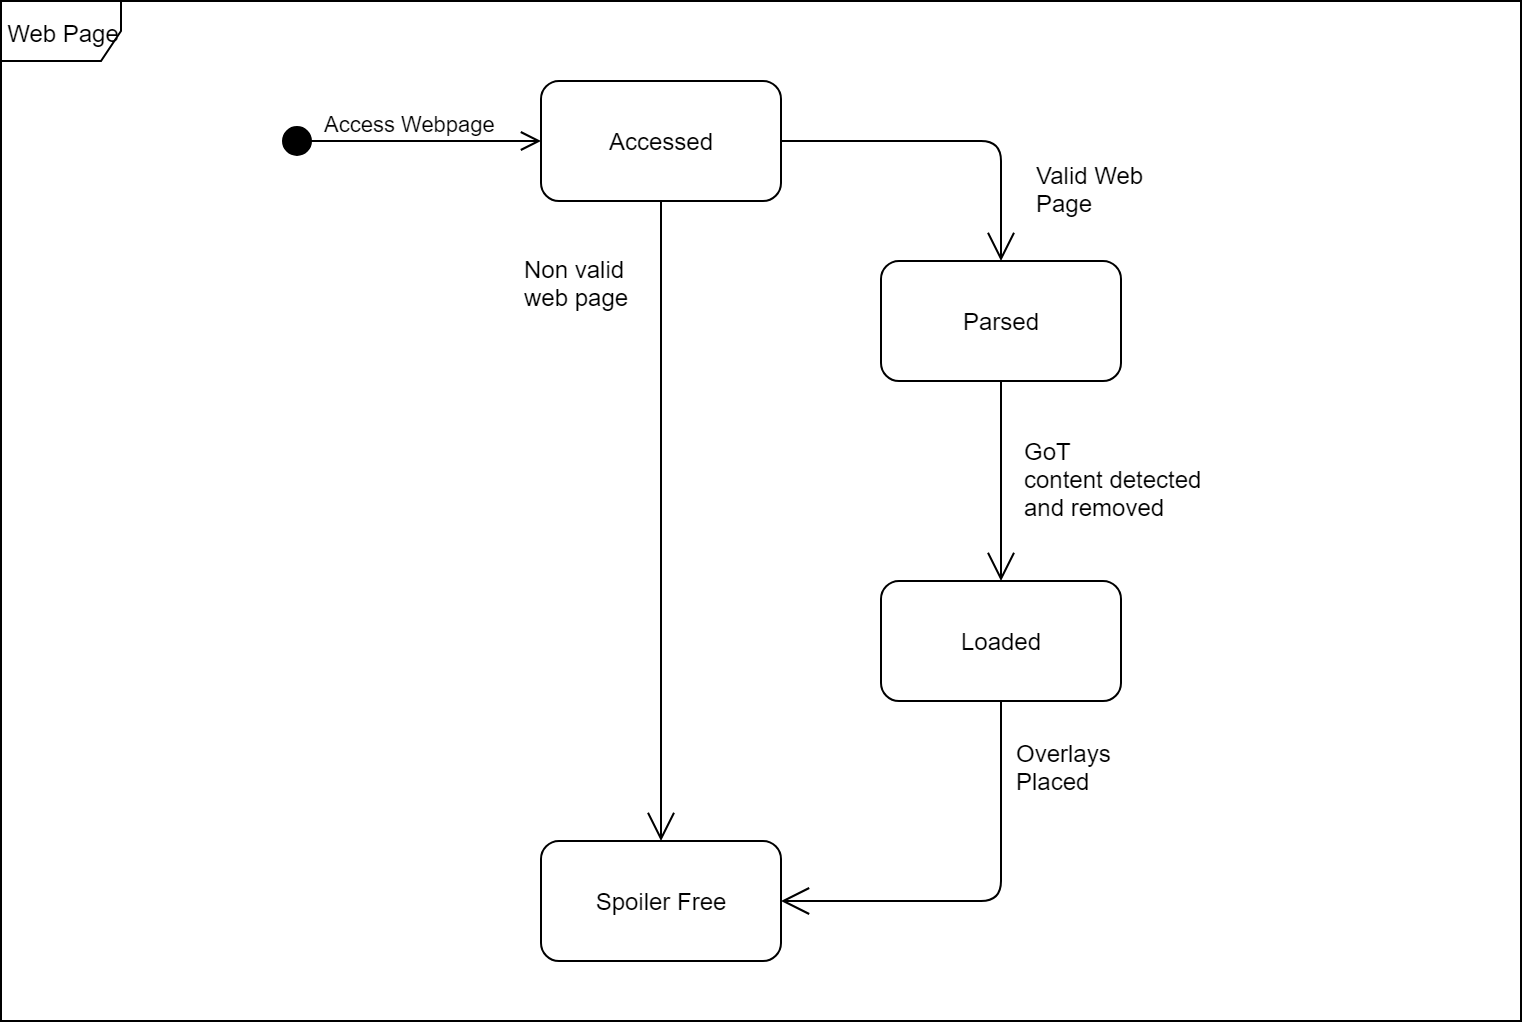 Web Page
Access Webpage
Accessed
Valid Web
Page
Non valid
web page
Parsed
GoT
content detected
and removed
Loaded
Overlays
Placed
Spoiler Free